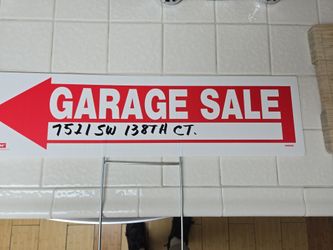 GARAGE SALE
7521 SW 138TH CT.